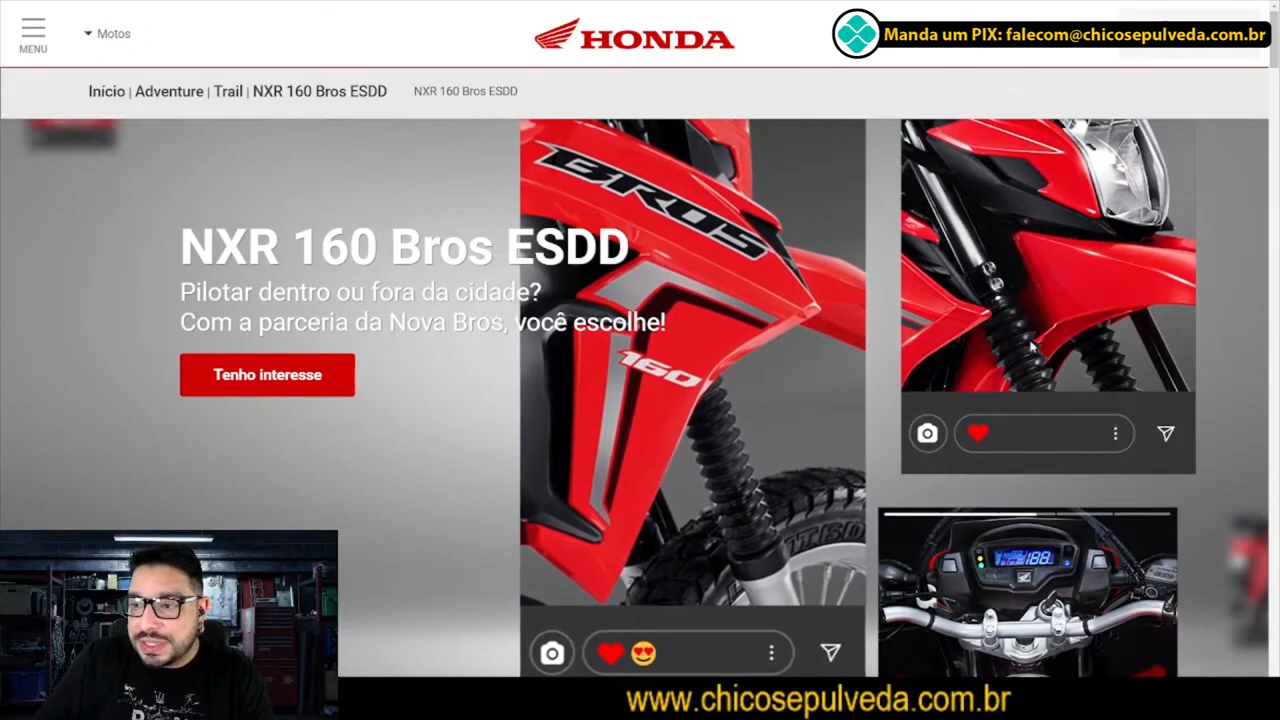 MENU
Motos
HONDA
Manda um PIX: falecom@chicosepulveda.com.br
Início | Adventure | Trail | NXR 160 Bros ESDD
NXR 160 Bros ESDD
BROS
NXR 160 Bros ESDD
Pilotar dentro ou fora da cidade?
Com a parceria da Nova Bros, você escolhe!
160
Tenho interesse
188
www.chicosepulveda.com.br